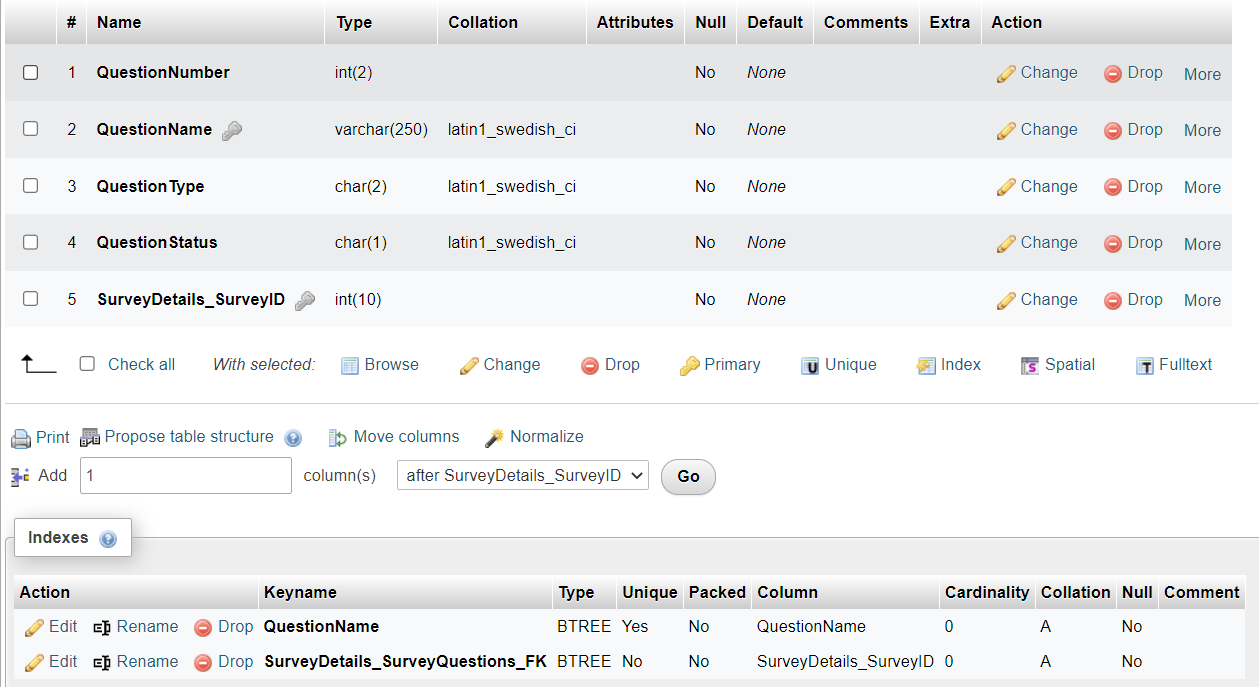 # Name Type Collation Attributes Null Default Comments Extra Action
1 QuestionNumber int(2) No None Change Drop More
2 QuestionName varchar(250) latin1_swedish_ci No None Change Drop More
3 QuestionType char(2) latin1_swedish_ci No None Change Drop More
4 QuestionStatus char(1) latin1_swedish_ci No None Change Drop More
5 SurveyDetails_SurveyID int(10) No None Change Drop More
Check all With selected: Browse Change Drop Primary U Unique Index S Spatial T Fulltext
Print Propose table structure Move columns Normalize
Add 1 column(s) after SurveyDetails_SurveyID Go
Indexes
Action Keyname Type Unique Packed Column Cardinality Collation Null Comment
Edit Rename Drop QuestionName BTREE Yes No QuestionName 0 A No
Edit Rename Drop SurveyDetails_SurveyQuestions_FK BTREE No No SurveyDetails_SurveyID 0 A No